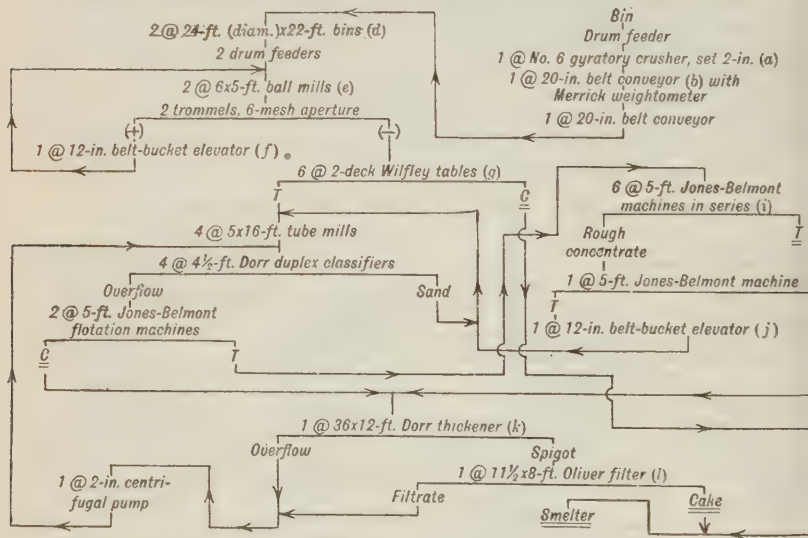 Bin
Drum feeder
1 @ No. 6 gyratory crusher, set 2-in. (a)
1 @ 20-in. belt conveyor (b) with
Merrick weightometer
1 @ 20-in. belt conveyor
2 @ 24-ft. (diam.)x22-ft. bins (d)
2 drum feeders
2 @ 6x5-ft. ball mills (e)
2 trommels, 6-mesh aperture
(+) (-)
1 @ 12-in. belt-bucket elevator (f)
6 @ 2-deck Wilfley tables (g)
T C
4 @ 5x16-ft. tube mills
4 @ 4½-ft. Dorr duplex classifiers
Overflow Sand
2 @ 5-ft. Jones-Belmont
flotation machines
C T
6 @ 5-ft. Jones-Belmont
machines in series (i)
Rough T
concentrate
1 @ 5-ft. Jones-Belmont machine
T
1 @ 12-in. belt-bucket elevator (j)
1 @ 36x12-ft. Dorr thickener (k)
Overflow Spigot
1 @ 11½x8-ft. Oliver filter (l)
Filtrate Cake
1 @ 2-in. centri-
fugal pump
Smelter